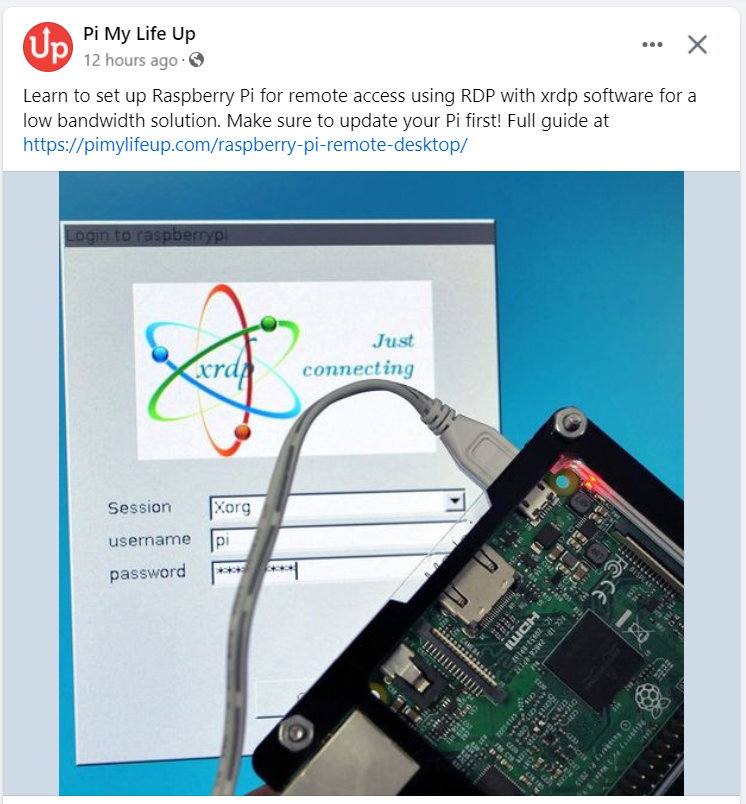 Up
Pi My Life Up
12 hours ago
Learn to set up Raspberry Pi for remote access using RDP with xrdp software for a
low bandwidth solution. Make sure to update your Pi first! Full guide at
https://pimylifeup.com/raspberry-pi-remote-desktop/
Login to raspberrypi
xrdp
Just
connecting
Session
Xorg
username
pi
password
HDMI
CE